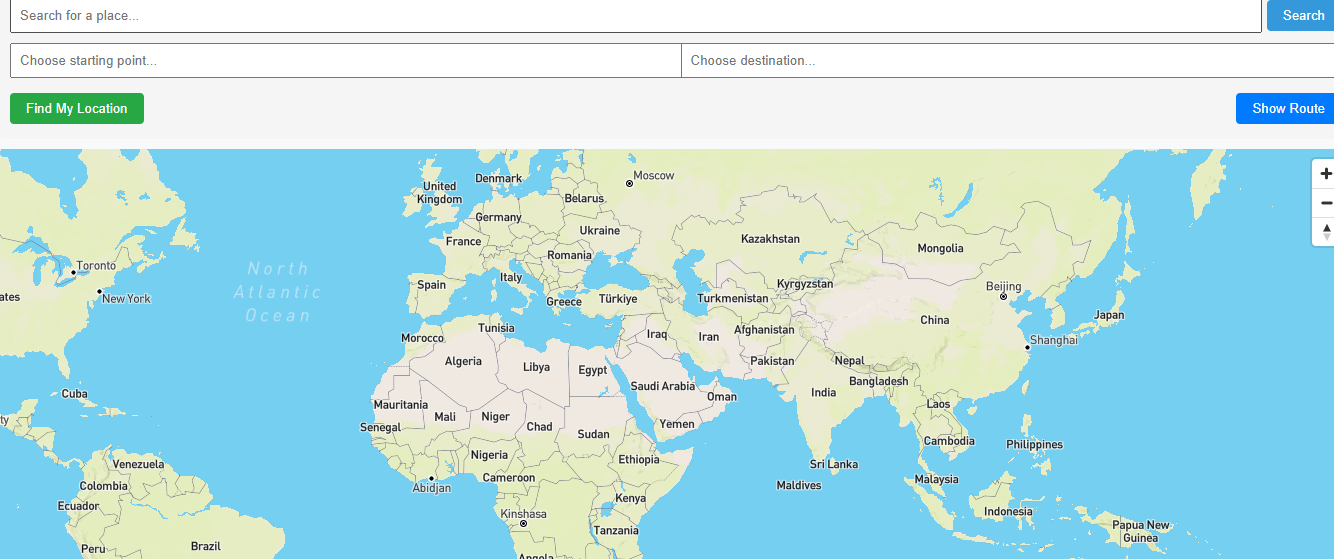 Search for a place...
Search
Choose starting point...
Choose destination...
Find My Location
Show Route
Moscow
Denmark
United
Kingdom
Belarus
Germany
Ukraine
France
Kazakhstan
Mongolia
Romania
Toronto
North
Atlantic
Ocean
Italy
Spain
Kyrgyzstan
Beijing
ates
New York
Greece
Türkiye
Turkmenistan
Japan
China
Tunisia
Morocco
Iraq
Iran
Afghanistan
Shanghai
Algeria
Libya
Egypt
Pakistan
Nepal
Saudi Arabia
Bangladesh
Cuba
Oman
India
Mauritania
Mali
Niger
Chad
Laos
ty
Senegal
Sudan
Yemen
Cambodia
Philippines
Nigeria
Ethiopia
Venezuela
Sri Lanka
Colombia
Cameroon
Maldives
Malaysia
Abidjan
Kenya
Ecuador
Kinshasa
Indonesia
Tanzania
Papua New
Guinea
Peru
Brazil
Angola